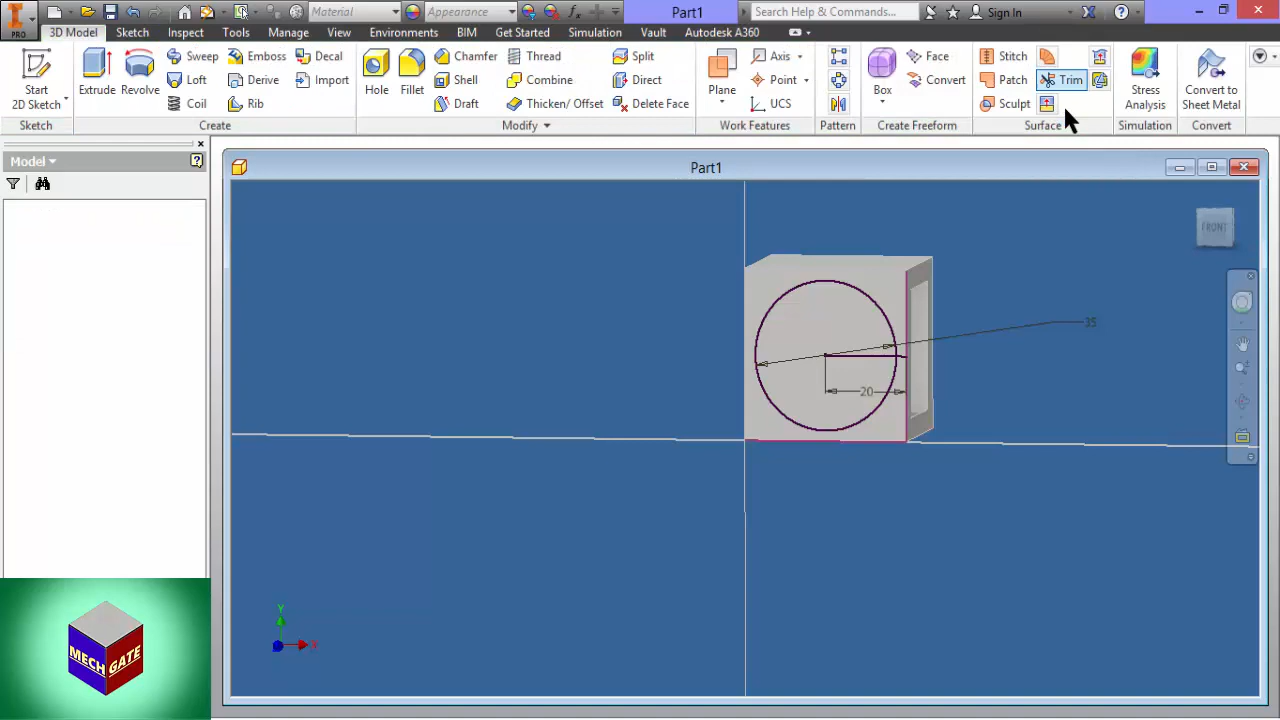 PRO
Material
Appearance
Part1
Search Help & Commands...
Sign In
3D Model Sketch Inspect Tools Manage View Environments BIM Get Started Simulation Vault Autodesk A360
Start
2D Sketch
Sketch
Extrude
Revolve
Sweep
Loft
Coil
Emboss
Derive
Rib
Decal
Import
Create
Hole
Fillet
Chamfer
Shell
Draft
Thread
Combine
Thicken/ Offset
Split
Direct
Delete Face
Modify
Plane
Axis
Point
UCS
Work Features
Pattern
Box
Face
Convert
Create Freeform
Stitch
Patch
Sculpt
Trim
Surface
Stress
Analysis
Simulation
Convert to
Sheet Metal
Convert
Model
Part1
FRONT
35
20
Y
X
MECH GATE